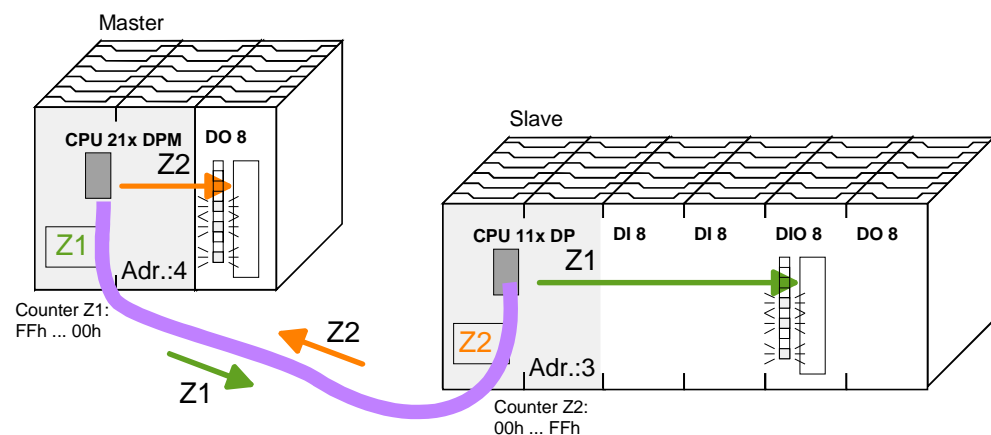 Master
CPU 21x DPM
DO 8
Z2
Z1
Adr.:4
Counter Z1:
FFh ... 00h
Z2
Z1
Slave
CPU 11x DP
DI 8
DI 8
DIO 8
DO 8
Z1
Z2
Adr.:3
Counter Z2:
00h ... FFh